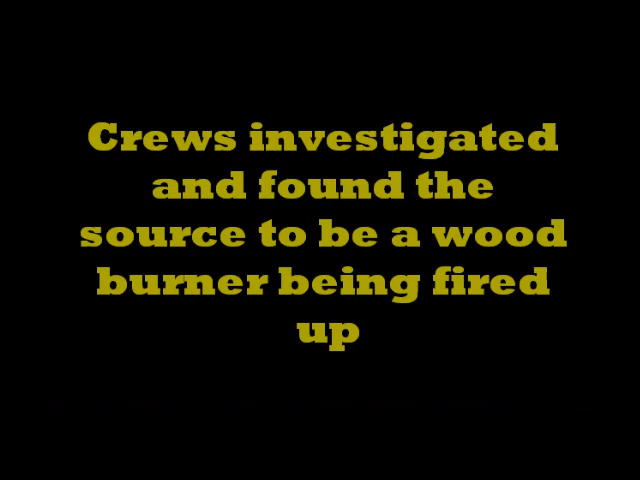 Crews investigated
and found the
source to be a wood
burner being fired
up